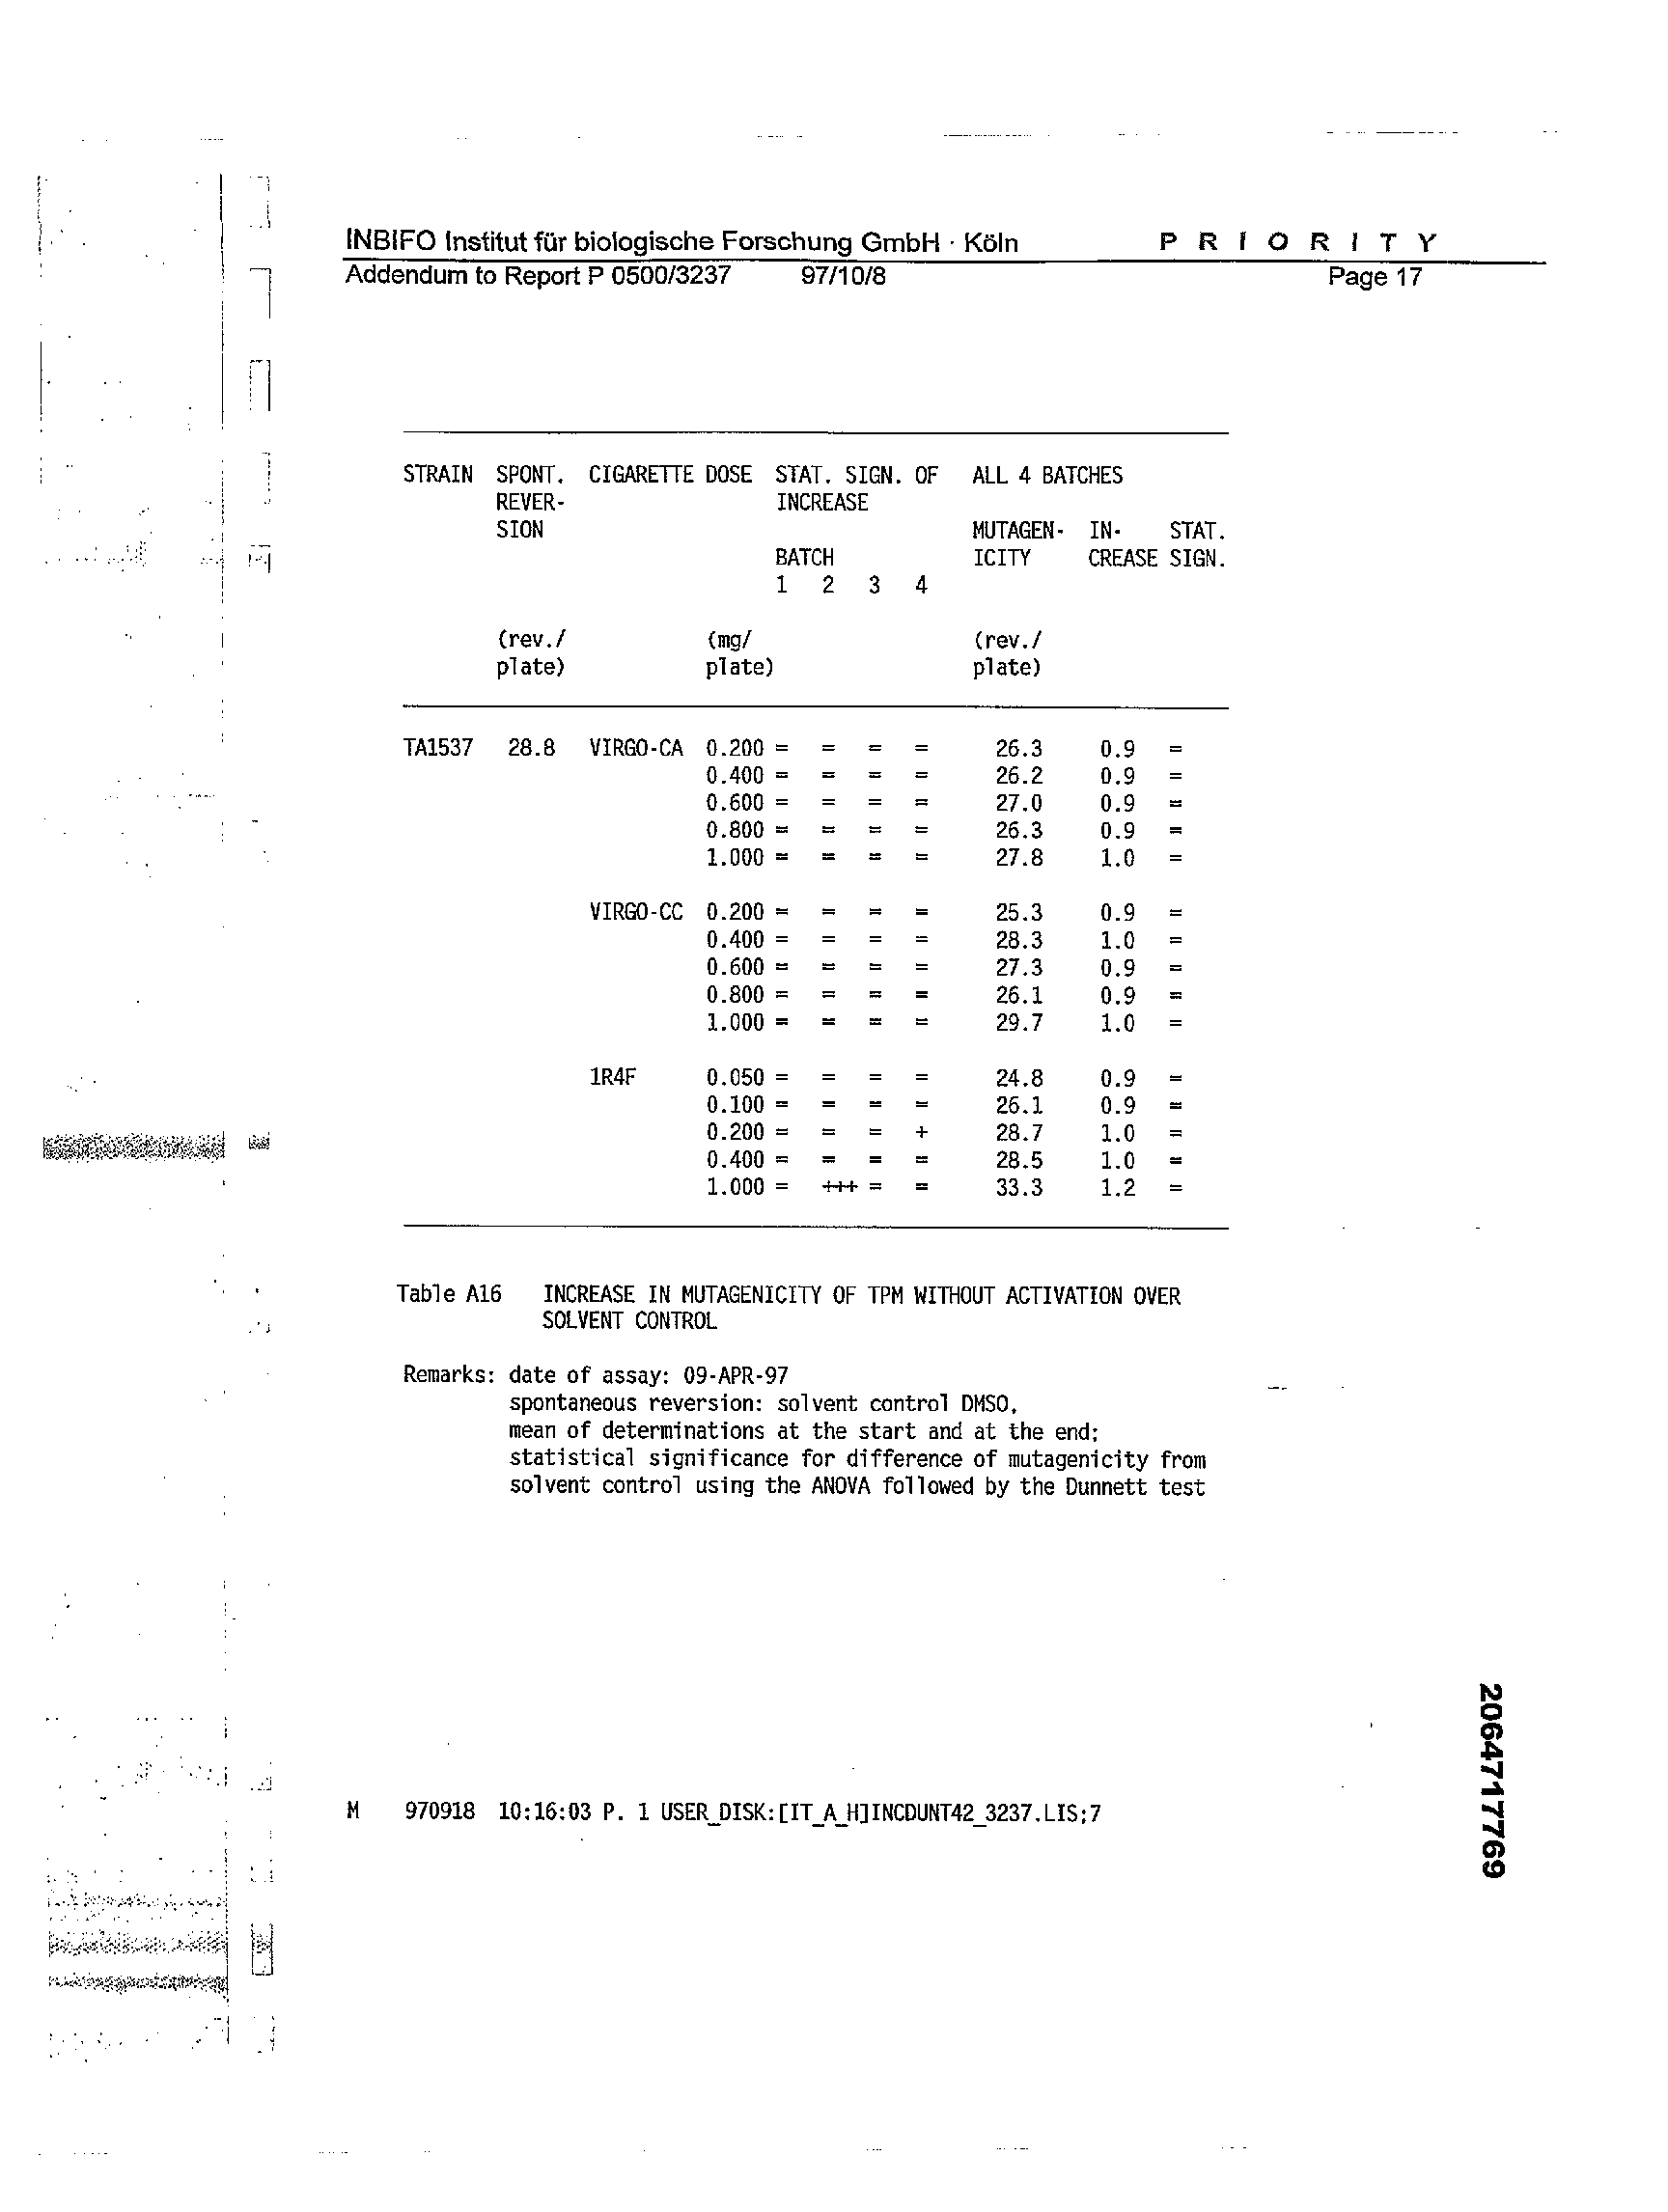 INBIFO Institut für biologische Forschung GmbH · Köln P R I O R I T Y
Addendum to Report P 0500/3237 97/10/8 Page 17
STRAIN SPONT. CIGARETTE DOSE STAT. SIGN. OF ALL 4 BATCHES
REVER- INCREASE
SION MUTAGEN- IN- STAT.
BATCH ICITY CREASE SIGN.
1 2 3 4
(rev./ (mg/ (rev./
plate) plate) plate)
TA1537 28.8 VIRGO-CA 0.200 = = = = 26.3 0.9 =
0.400 = = = = 26.2 0.9 =
0.600 = = = = 27.0 0.9 =
0.800 = = = = 26.3 0.9 =
1.000 = = = = 27.8 1.0 =
VIRGO-CC 0.200 = = = = 25.3 0.9 =
0.400 = = = = 28.3 1.0 =
0.600 = = = = 27.3 0.9 =
0.800 = = = = 26.1 0.9 =
1.000 = = = = 29.7 1.0 =
1R4F 0.050 = = = = 24.8 0.9 =
0.100 = = = = 26.1 0.9 =
0.200 = = = + 28.7 1.0 =
0.400 = = = = 28.5 1.0 =
1.000 = +++ = = 33.3 1.2 =
Table A16 INCREASE IN MUTAGENICITY OF TPM WITHOUT ACTIVATION OVER
SOLVENT CONTROL
Remarks: date of assay: 09-APR-97
spontaneous reversion: solvent control DMSO,
mean of determinations at the start and at the end;
statistical significance for difference of mutagenicity from
solvent control using the ANOVA followed by the Dunnett test
M 970918 10:16:03 P. 1 USER_DISK:[IT_A_H]INCDUNT42_3237.LIS;7
2064717769